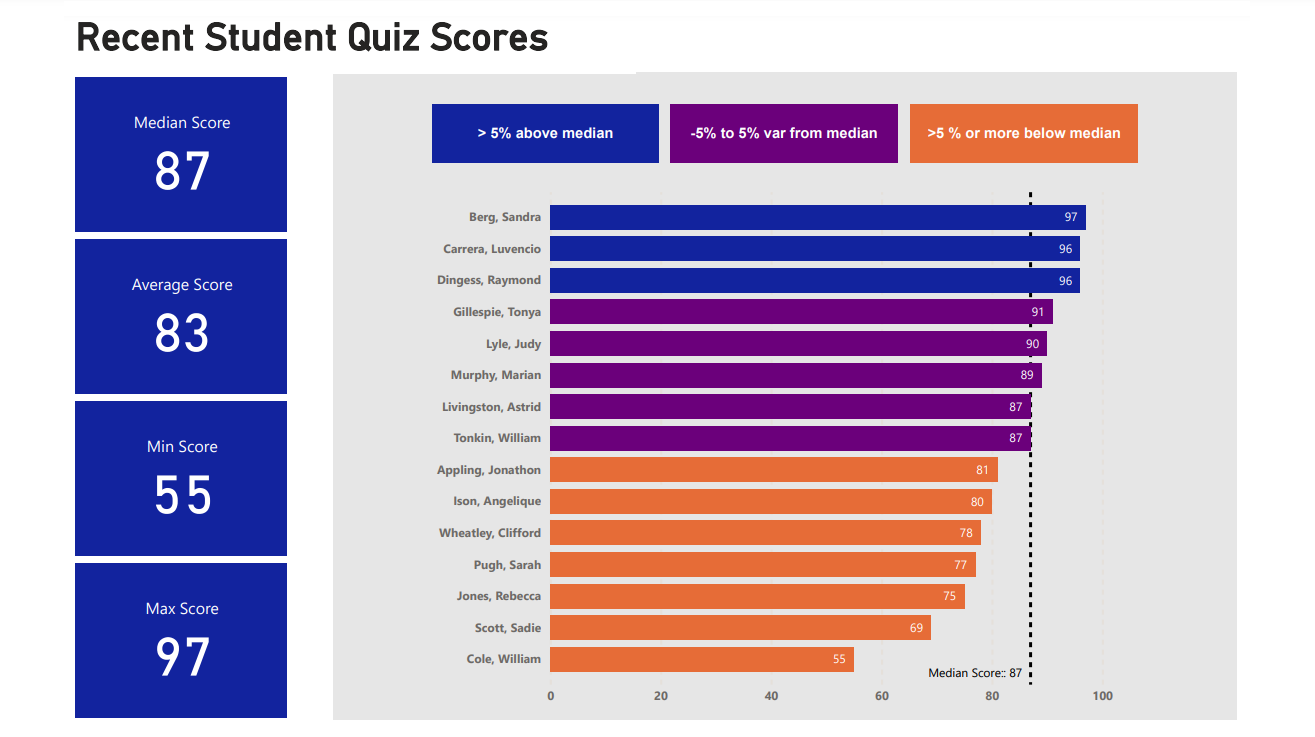 Recent Student Quiz Scores
Median Score
87
Average Score
83
Min Score
55
Max Score
97
> 5% above median
-5% to 5% var from median
>5 % or more below median
Berg, Sandra 97
Carrera, Luvencio 96
Dingess, Raymond 96
Gillespie, Tonya 91
Lyle, Judy 90
Murphy, Marian 89
Livingston, Astrid 87
Tonkin, William 87
Appling, Jonathon 81
Ison, Angelique 80
Wheatley, Clifford 78
Pugh, Sarah 77
Jones, Rebecca 75
Scott, Sadie 69
Cole, William 55
Median Score:: 87
0 20 40 60 80 100